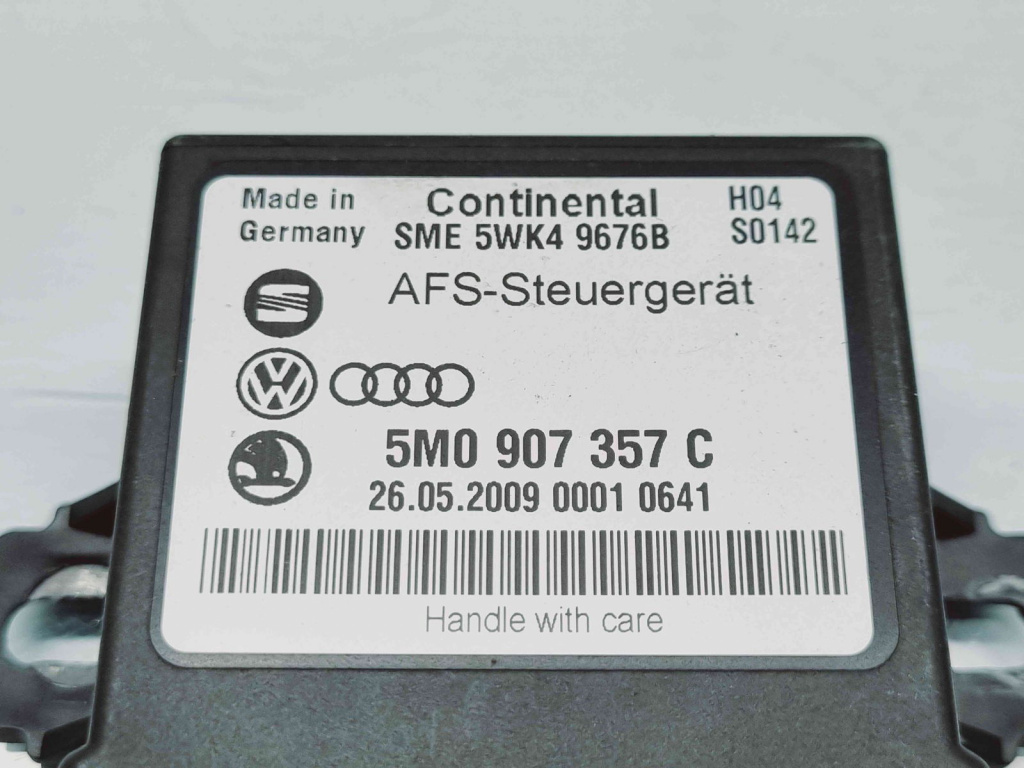 Made in
Germany
Continental
SME 5WK4 9676B
H04
S0142
AFS-Steuergerät
5M0 907 357 C
26.05.2009 0001 0641
Handle with care